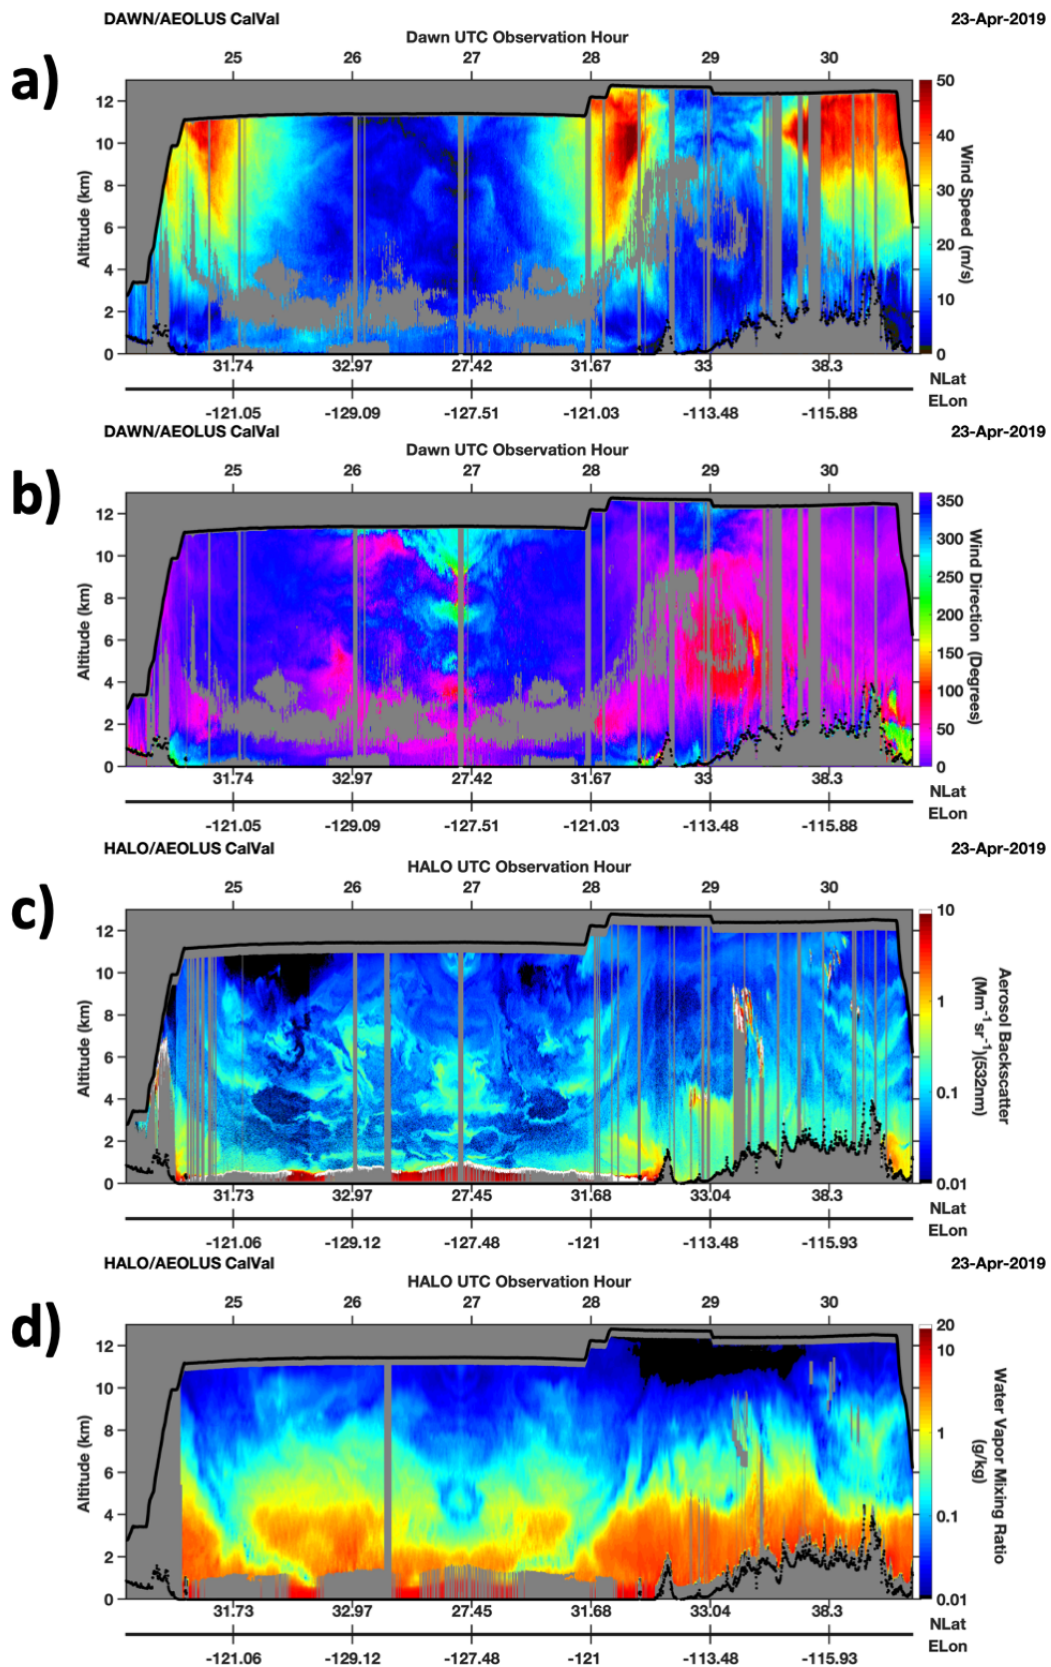 DAWN/AEOLUS CalVal 23-Apr-2019
Dawn UTC Observation Hour
a)
25 26 27 28 29 30
12
10
8
6
4
2
0
Altitude (km)
50
40
30
20
10
0
Wind Speed (m/s)
31.74 32.97 27.42 31.67 33 38.3
NLat
ELon
-121.05 -129.09 -127.51 -121.03 -113.48 -115.88
DAWN/AEOLUS CalVal 23-Apr-2019
Dawn UTC Observation Hour
b)
25 26 27 28 29 30
12
10
8
6
4
2
0
Altitude (km)
350
300
250
200
150
100
50
0
Wind Direction (Degrees)
31.74 32.97 27.42 31.67 33 38.3
NLat
ELon
-121.05 -129.09 -127.51 -121.03 -113.48 -115.88
HALO/AEOLUS CalVal 23-Apr-2019
HALO UTC Observation Hour
c)
25 26 27 28 29 30
12
10
8
6
4
2
0
Altitude (km)
10
1
0.1
0.01
Aerosol Backscatter
(Mm⁻¹ sr⁻¹)(532nm)
31.73 32.97 27.45 31.68 33.04 38.3
NLat
ELon
-121.06 -129.12 -127.48 -121 -113.48 -115.93
HALO/AEOLUS CalVal 23-Apr-2019
HALO UTC Observation Hour
d)
25 26 27 28 29 30
12
10
8
6
4
2
0
Altitude (km)
20
10
1
0.1
0.01
Water Vapor Mixing Ratio
(g/kg)
31.73 32.97 27.45 31.68 33.04 38.3
NLat
ELon
-121.06 -129.12 -127.48 -121 -113.48 -115.93